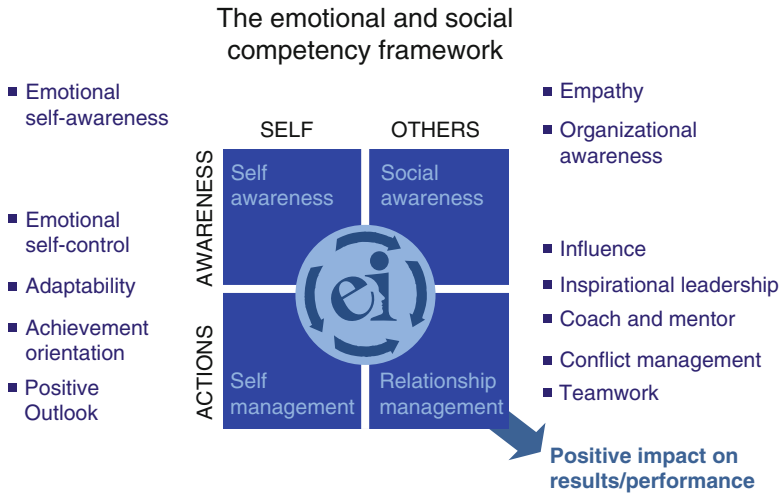 The emotional and social
competency framework
Emotional
self-awareness
Emotional
self-control
Adaptability
Achievement
orientation
Positive
Outlook
SELF
OTHERS
AWARENESS
ACTIONS
Self
awareness
Social
awareness
ei
Self
management
Relationship
management
Empathy
Organizational
awareness
Influence
Inspirational leadership
Coach and mentor
Conflict management
Teamwork
Positive impact on
results/performance